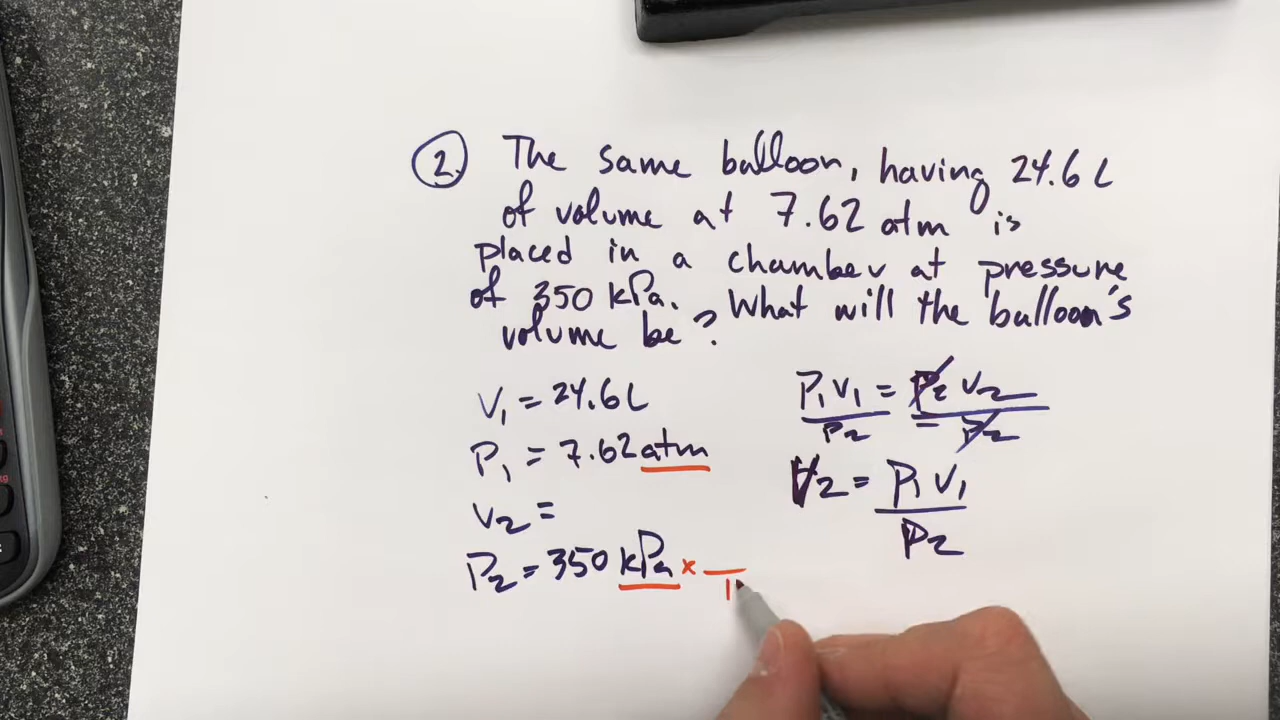 2. The same balloon, having 24.6 L
of volume at 7.62 atm is
placed in a chamber at pressure
of 350 kPa. What will the balloon's
volume be?
V₁ = 24.6 L
P₁ = 7.62 atm
V₂ =
P₂ = 350 kPa × —
1
P₁V₁ = P₂V₂
P₂ = P₂
V₂ = P₁V₁
P₂